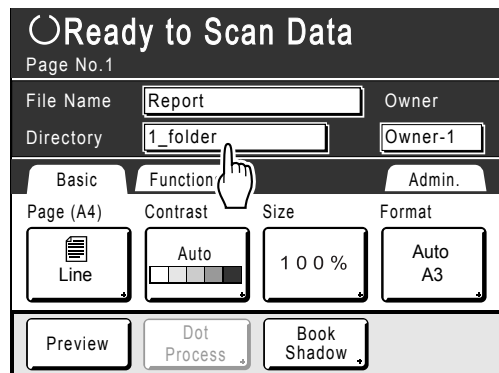 Ready to Scan Data
Page No.1
File Name Report Owner
Directory 1_folder Owner-1
Basic Function Admin.
Page (A4) Contrast Size Format
Line Auto 100% Auto
A3
Preview Dot
Process Book
Shadow